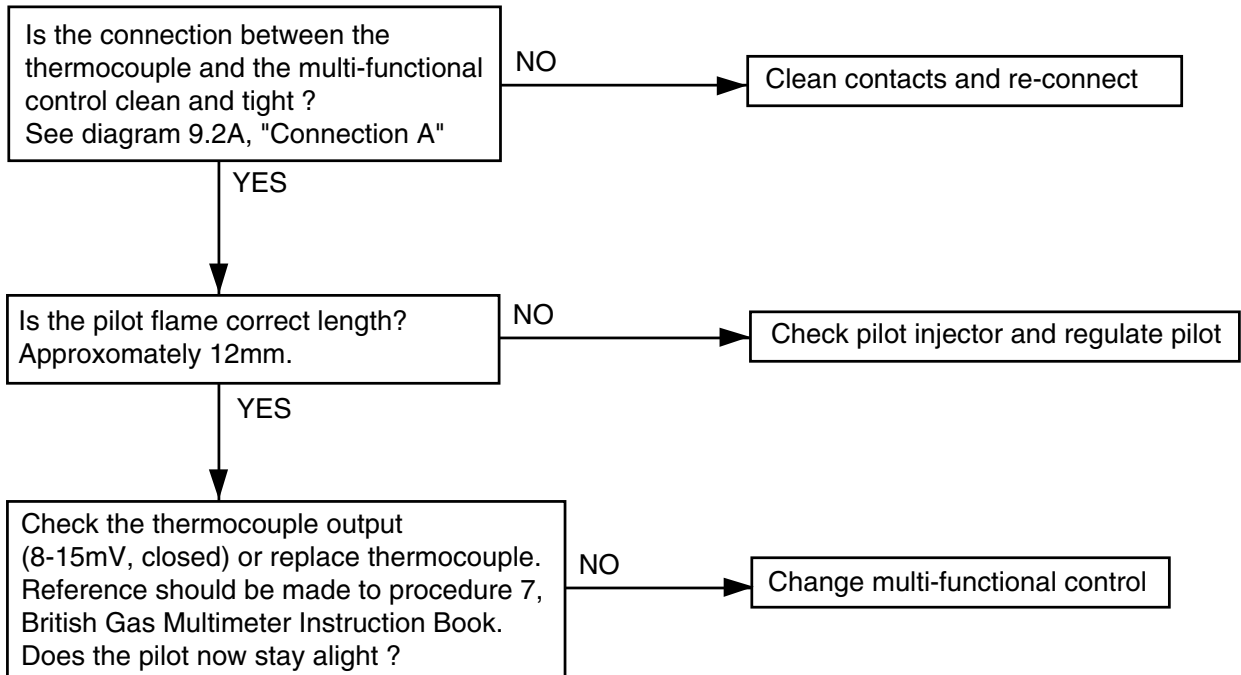 Is the connection between the
thermocouple and the multi-functional
control clean and tight ?
See diagram 9.2A, "Connection A"
NO
Clean contacts and re-connect
YES
Is the pilot flame correct length?
Approxomately 12mm.
NO
Check pilot injector and regulate pilot
YES
Check the thermocouple output
(8-15mV, closed) or replace thermocouple.
Reference should be made to procedure 7,
British Gas Multimeter Instruction Book.
Does the pilot now stay alight ?
NO
Change multi-functional control